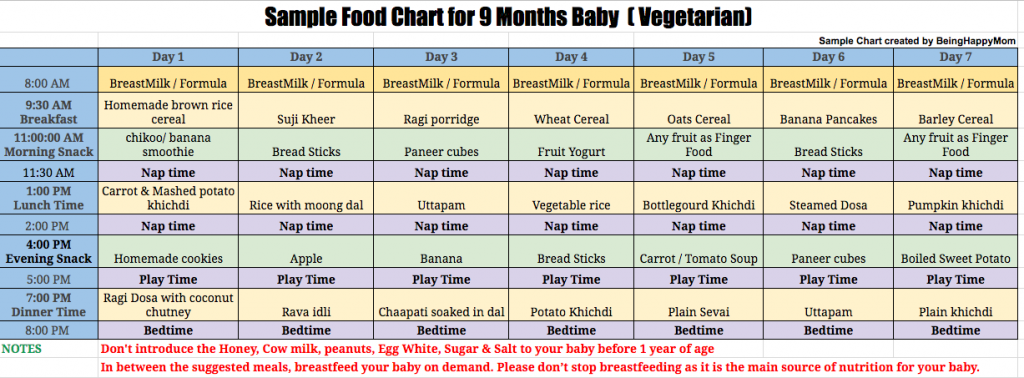 Sample Food Chart for 9 Months Baby ( Vegetarian)
Sample Chart created by BeingHappyMom
Day 1 Day 2 Day 3 Day 4 Day 5 Day 6 Day 7
8:00 AM BreastMilk / Formula BreastMilk / Formula BreastMilk / Formula BreastMilk / Formula BreastMilk / Formula BreastMilk / Formula BreastMilk / Formula
9:30 AM Homemade brown rice
Breakfast cereal Suji Kheer Ragi porridge Wheat Cereal Oats Cereal Banana Pancakes Barley Cereal
11:00:00 AM chikoo/ banana Any fruit as Finger Any fruit as Finger
Morning Snack smoothie Bread Sticks Paneer cubes Fruit Yogurt Food Bread Sticks Food
11:30 AM Nap time Nap time Nap time Nap time Nap time Nap time Nap time
1:00 PM Carrot & Mashed potato
Lunch Time khichdi Rice with moong dal Uttapam Vegetable rice Bottlegourd Khichdi Steamed Dosa Pumpkin khichdi
2:00 PM Nap time Nap time Nap time Nap time Nap time Nap time Nap time
4:00 PM
Evening Snack Homemade cookies Apple Banana Bread Sticks Carrot / Tomato Soup Paneer cubes Boiled Sweet Potato
5:00 PM Play Time Play Time Play Time Play Time Play Time Play Time Play Time
7:00 PM Ragi Dosa with coconut
Dinner Time chutney Rava idli Chaapati soaked in dal Potato Khichdi Plain Sevai Uttapam Plain khichdi
8:00 PM Bedtime Bedtime Bedtime Bedtime Bedtime Bedtime Bedtime
NOTES Don't introduce the Honey, Cow milk, peanuts, Egg White, Sugar & Salt to your baby before 1 year of age
In between the suggested meals, breastfeed your baby on demand. Please don't stop breastfeeding as it is the main source of nutrition for your baby.